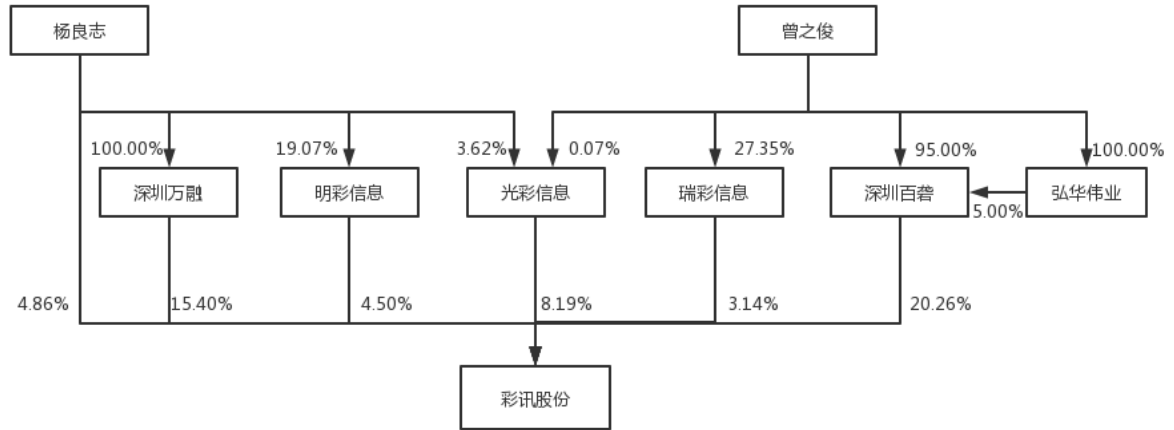 杨良志
曾之俊
100.00%
19.07%
3.62%
0.07%
27.35%
95.00%
100.00%
深圳万融
明彩信息
光彩信息
瑞彩信息
深圳百砻
弘华伟业
5.00%
4.86%
15.40%
4.50%
8.19%
3.14%
20.26%
彩讯股份